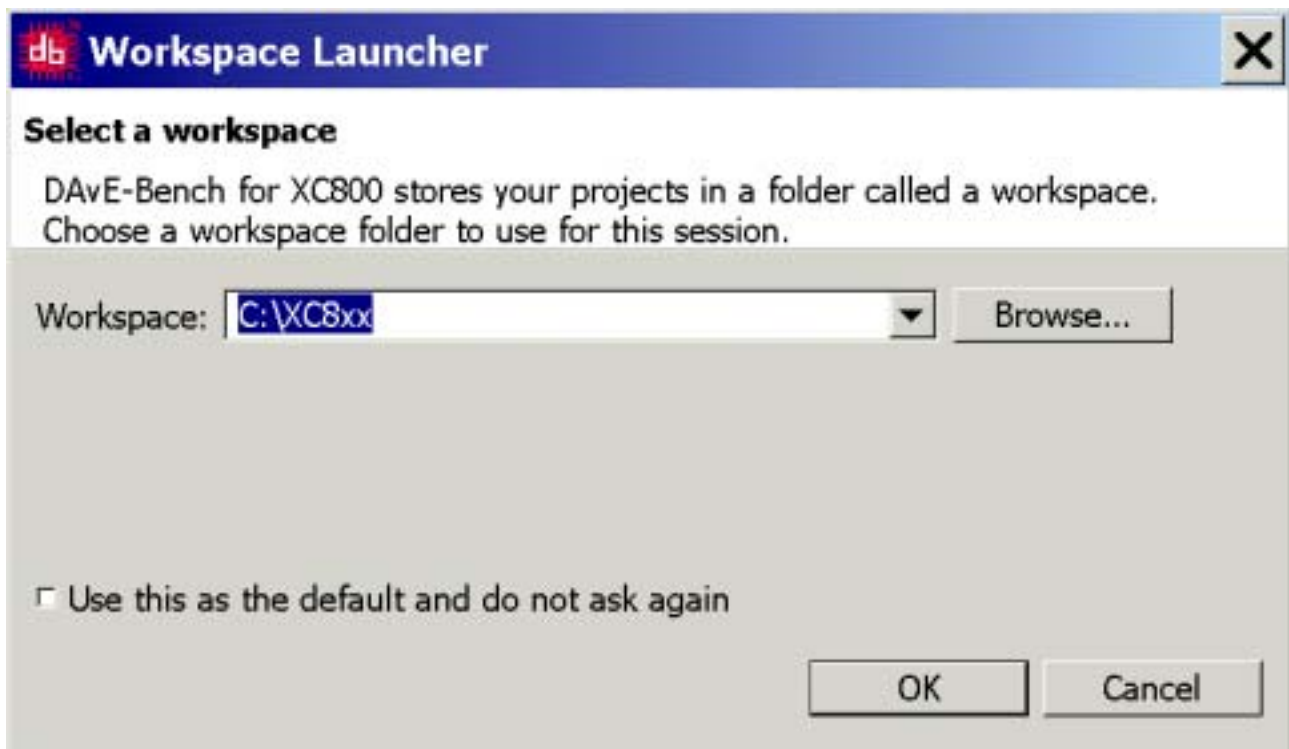 db Workspace Launcher
Select a workspace
DAvE-Bench for XC800 stores your projects in a folder called a workspace.
Choose a workspace folder to use for this session.
Workspace: C:\XC8xx Browse...
Use this as the default and do not ask again
OK Cancel